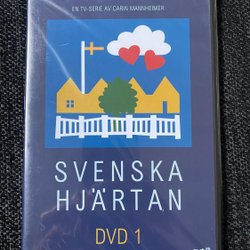 EN TV-SERIE AV CARIN MANNHEIMER
SVENSKA
HJÄRTAN
DVD 1